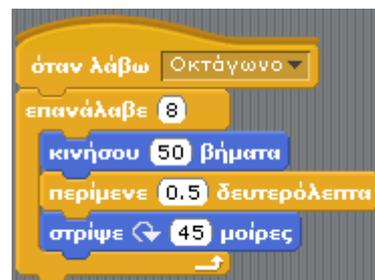 όταν λάβω Οκτάγωνο
επανάλαβε 8
κινήσου 50 βήματα
περίμενε 0.5 δευτερόλεπτα
στρίψε 45 μοίρες